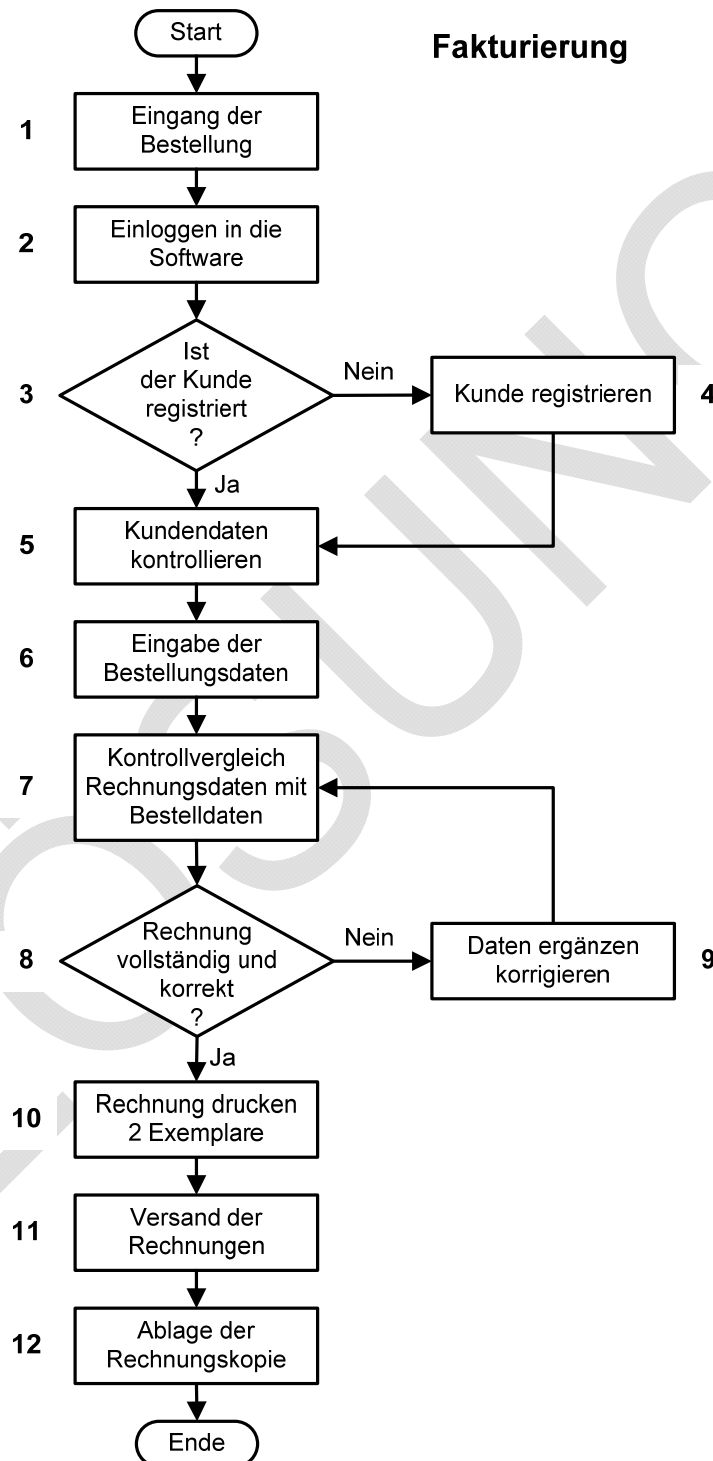 Start
Fakturierung
1
Eingang der
Bestellung
2
Einloggen in die
Software
3
Ist
der Kunde
registriert
?
Nein
Kunde registrieren
4
Ja
5
Kundendaten
kontrollieren
6
Eingabe der
Bestellungsdaten
7
Kontrollvergleich
Rechnungsdaten mit
Bestelldaten
8
Rechnung
vollständig und
korrekt
?
Nein
Daten ergänzen
korrigieren
9
Ja
10
Rechnung drucken
2 Exemplare
11
Versand der
Rechnungen
12
Ablage der
Rechnungskopie
Ende